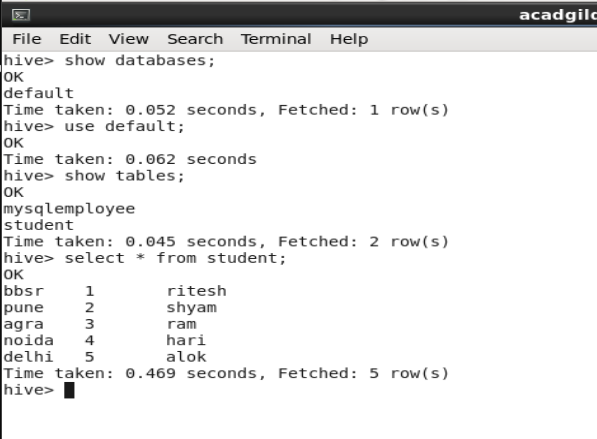 acadgild
File Edit View Search Terminal Help
hive> show databases;
OK
default
Time taken: 0.052 seconds, Fetched: 1 row(s)
hive> use default;
OK
Time taken: 0.062 seconds
hive> show tables;
OK
mysqlemployee
student
Time taken: 0.045 seconds, Fetched: 2 row(s)
hive> select * from student;
OK
bbsr 1 ritesh
pune 2 shyam
agra 3 ram
noida 4 hari
delhi 5 alok
Time taken: 0.469 seconds, Fetched: 5 row(s)
hive>